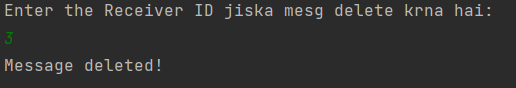 Enter the Receiver ID jiska mesg delete krna hai:
3
Message deleted!